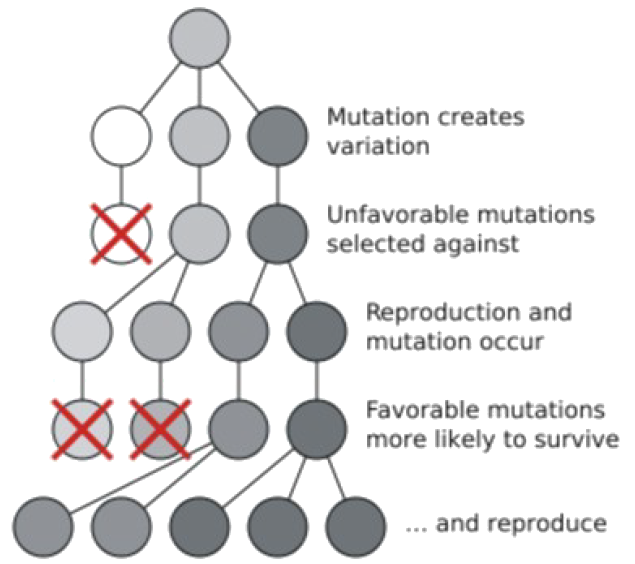 Mutation creates
variation
Unfavorable mutations
selected against
Reproduction and
mutation occur
Favorable mutations
more likely to survive
... and reproduce